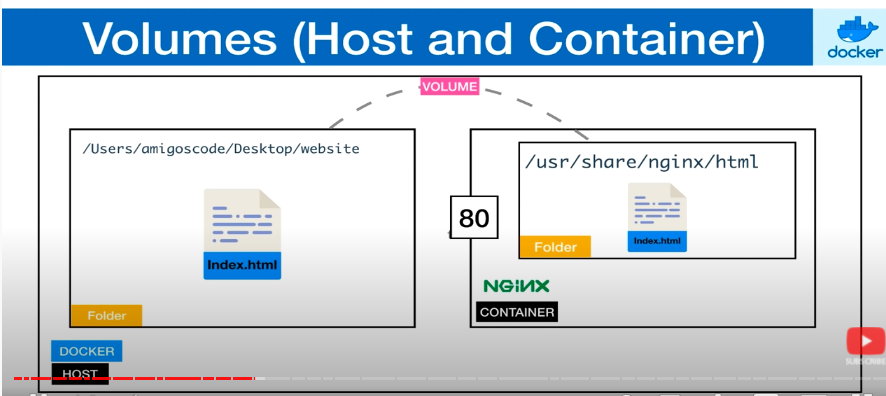 Volumes (Host and Container)
docker
VOLUME
/Users/amigoscode/Desktop/website
Index.html
Folder
80
/usr/share/nginx/html
Index.html
Folder
NGiNX
CONTAINER
DOCKER
HOST
SUBSCRIBE